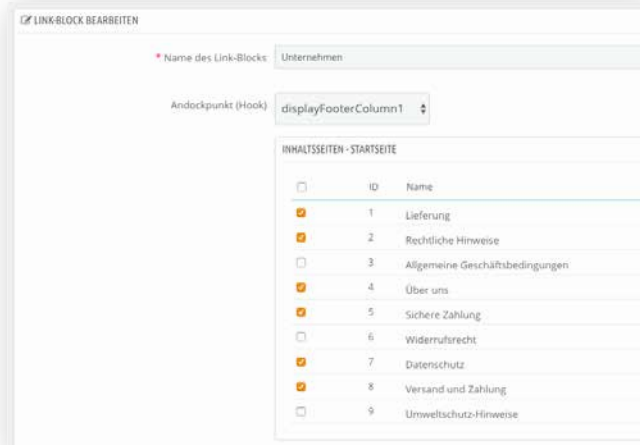 LINK-BLOCK BEARBEITEN
* Name des Link-Blocks Unternehmen
Andockpunkt (Hook) displayFooterColumn1
INHALTSSEITEN - STARTSEITE
ID Name
1 Lieferung
2 Rechtliche Hinweise
3 Allgemeine Geschäftsbedingungen
4 Über uns
5 Sichere Zahlung
6 Widerrufsrecht
7 Datenschutz
8 Versand und Zahlung
9 Umweltschutz-Hinweise